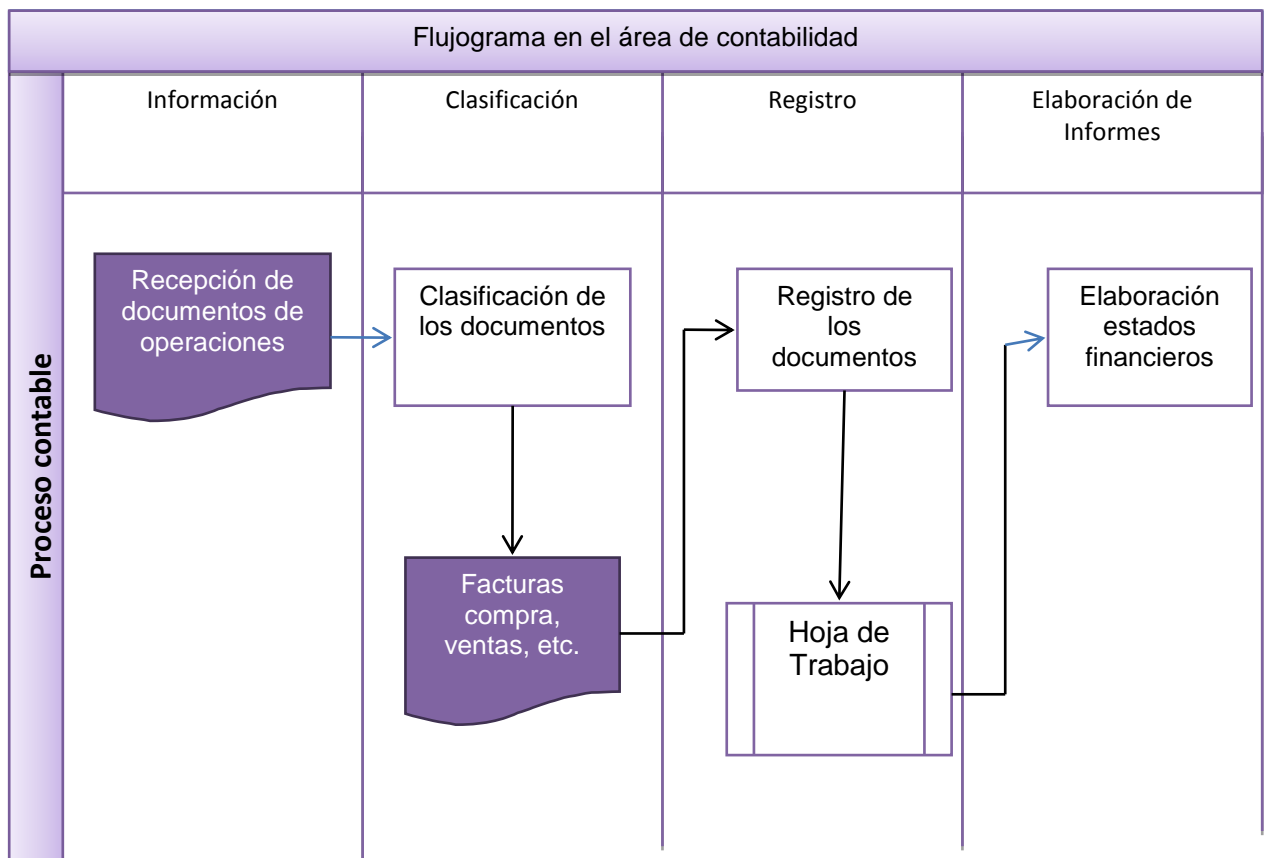 Flujograma en el área de contabilidad
Proceso contable
Información
Clasificación
Registro
Elaboración de
Informes
Recepción de
documentos de
operaciones
Clasificación de
los documentos
Registro de
los
documentos
Elaboración
estados
financieros
Facturas
compra,
ventas, etc.
Hoja de
Trabajo